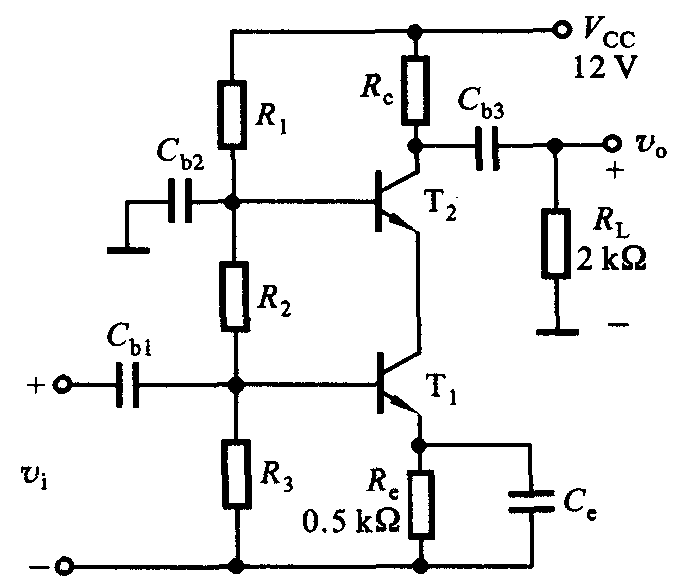 V_CC
12 V
R_c
C_b3
R_1
v_o
+
C_b2
T_2
R_L
2 kΩ
−
R_2
C_b1
+
T_1
v_i
R_3
R_e
0.5 kΩ
C_e
−